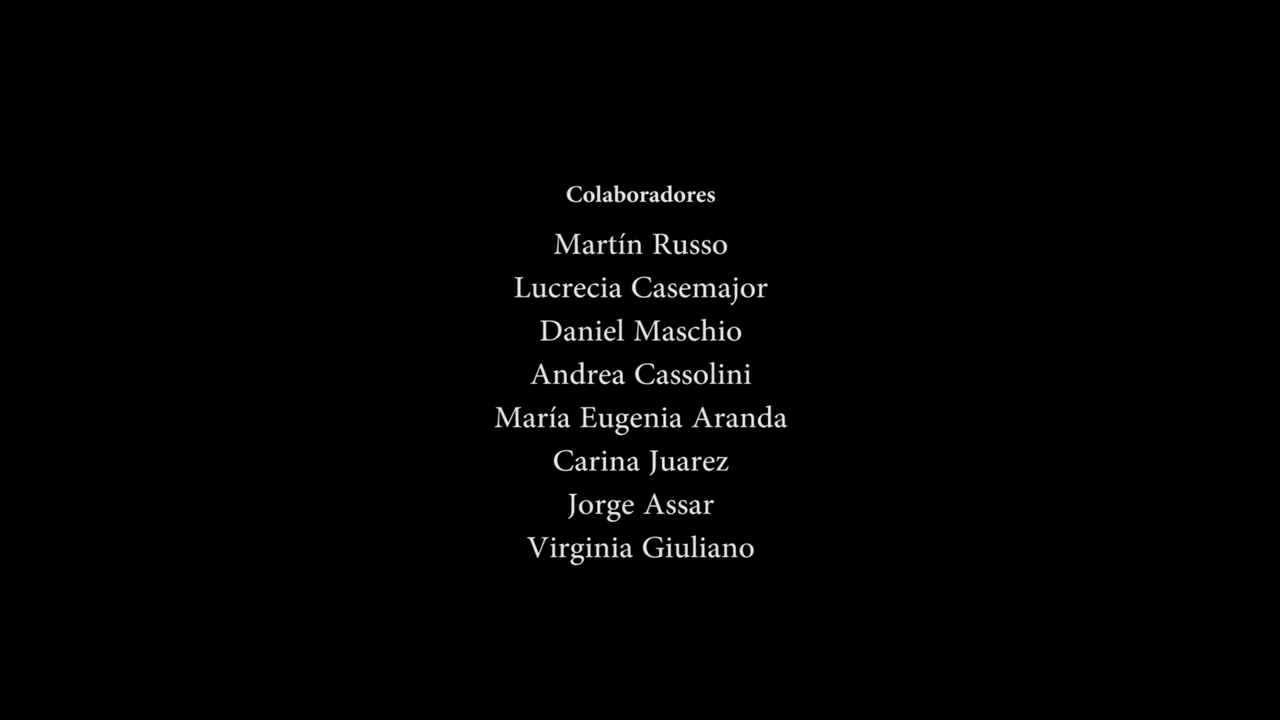 Colaboradores
Martín Russo
Lucrecia Casemajor
Daniel Maschio
Andrea Cassolini
María Eugenia Aranda
Carina Juarez
Jorge Assar
Virginia Giuliano